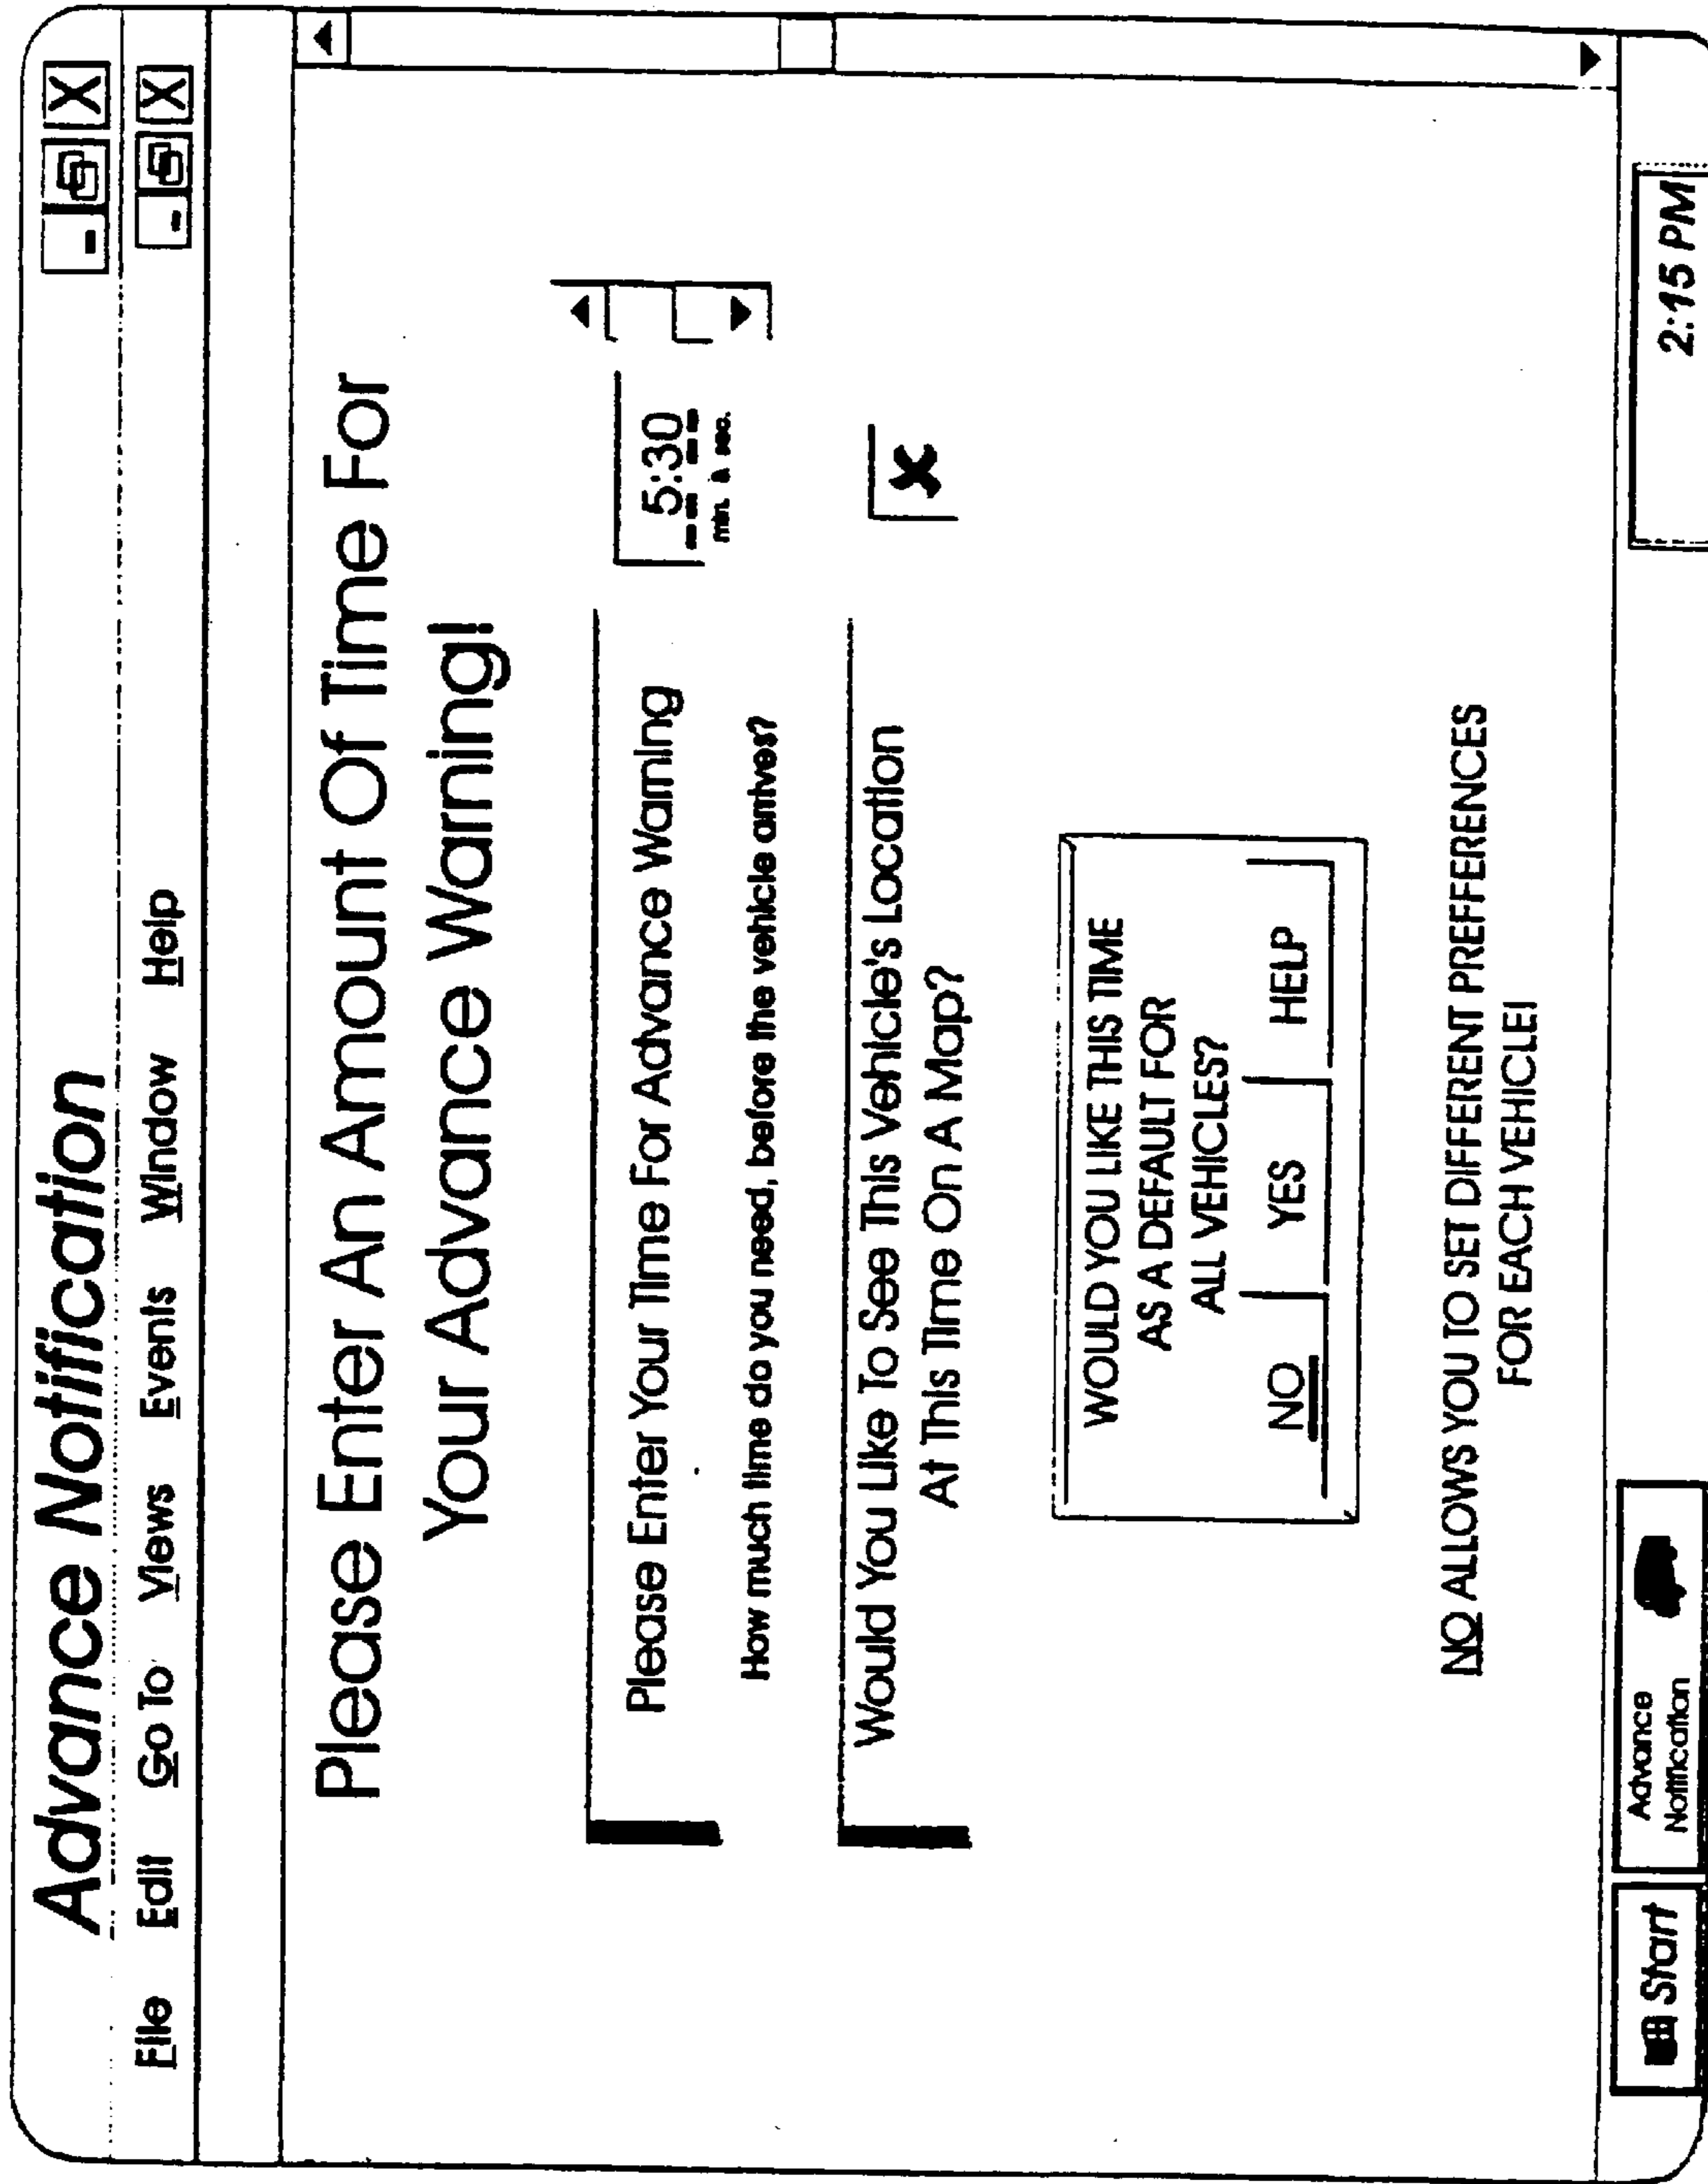 Advance Notification
File Edit Go To Views Events Window Help
Please Enter An Amount Of Time For
Your Advance Warning!
Please Enter Your Time For Advance Warning
5:30
min. & sec.
How much time do you need, before the vehicle arrives?
Would You Like To See This Vehicle's Location
At This Time On A Map?
X
WOULD YOU LIKE THIS TIME
AS A DEFAULT FOR
ALL VEHICLES?
NO YES HELP
NO ALLOWS YOU TO SET DIFFERENT PREFFERENCES
FOR EACH VEHICLE!
Start
Advance
Notification
2:15 PM